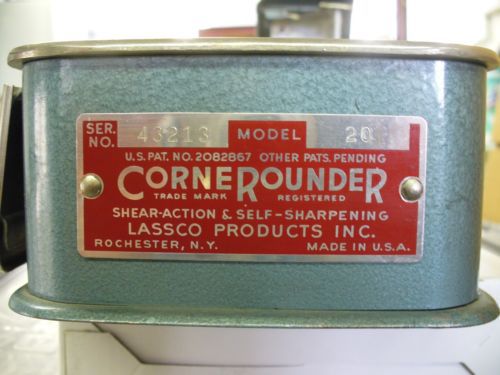 SER. NO. 43213 MODEL 20
U.S. PAT. NO. 2082867 OTHER PATS. PENDING
CORNEROUNDER
TRADE MARK REGISTERED
SHEAR-ACTION & SELF-SHARPENING
LASSCO PRODUCTS INC.
ROCHESTER, N.Y. MADE IN U.S.A.